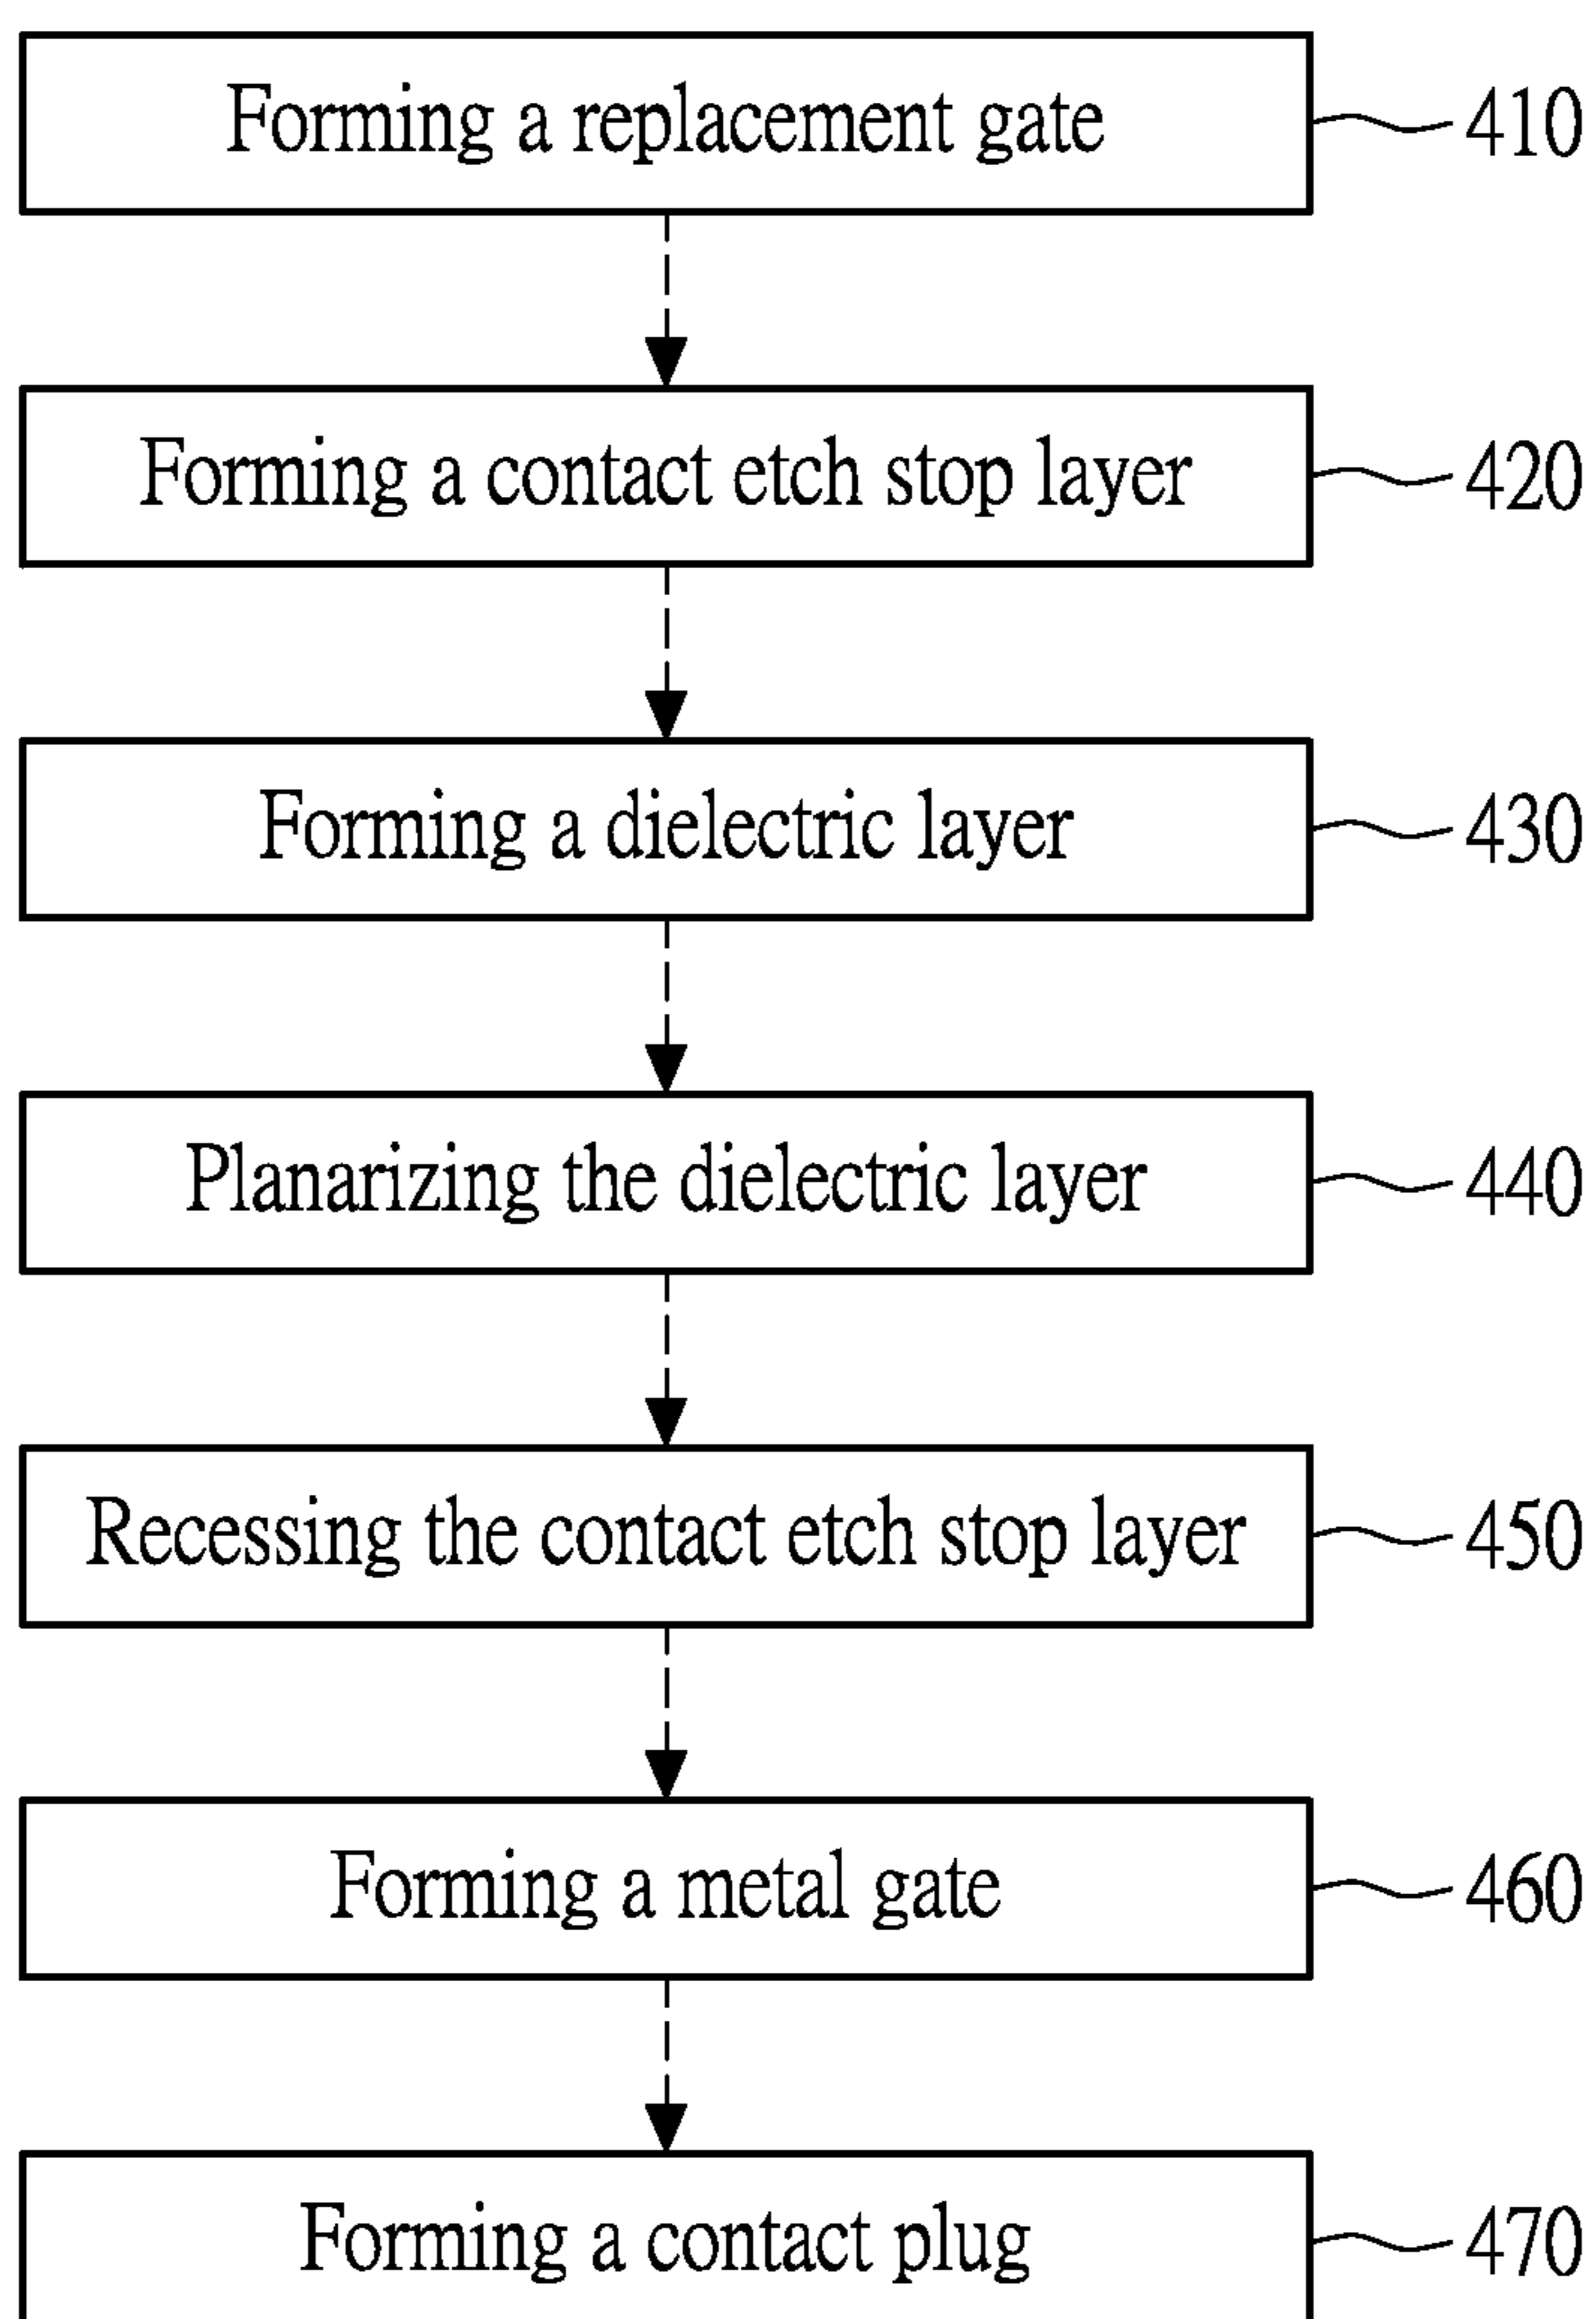 Forming a replacement gate 410
Forming a contact etch stop layer 420
Forming a dielectric layer 430
Planarizing the dielectric layer 440
Recessing the contact etch stop layer 450
Forming a metal gate 460
Forming a contact plug 470